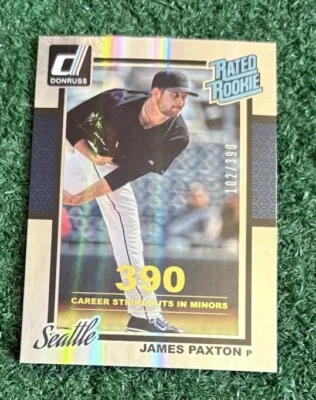 DONRUSS
RATED
ROOKIE
102/390
390
CAREER STRIKEOUTS IN MINORS
Seattle
JAMES PAXTON P